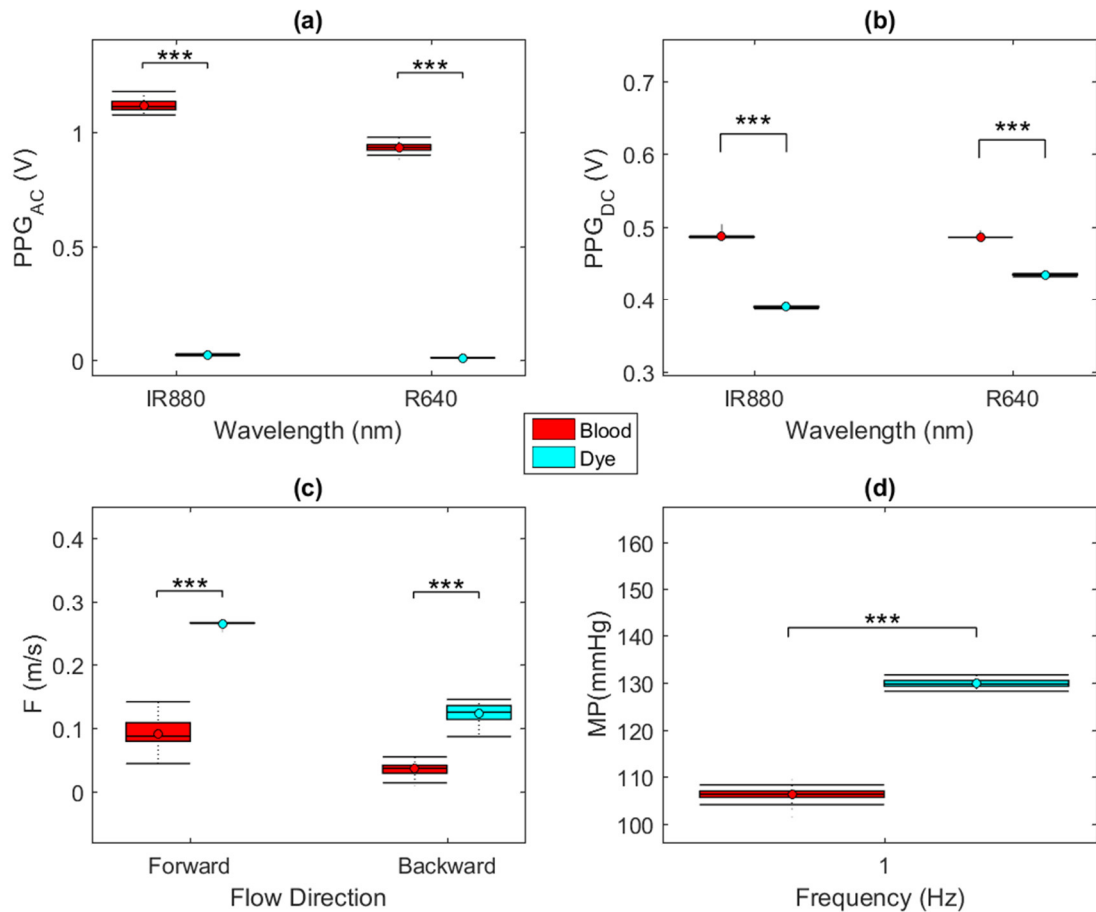 (a)
***
***
1
0.5
0
PPG_AC (V)
IR880
R640
Wavelength (nm)
(b)
***
***
0.7
0.6
0.5
0.4
0.3
PPG_DC (V)
IR880
R640
Wavelength (nm)
Blood
Dye
(c)
***
***
0.4
0.3
0.2
0.1
0
F (m/s)
Forward
Backward
Flow Direction
(d)
***
160
150
140
130
120
110
100
MP(mmHg)
1
Frequency (Hz)